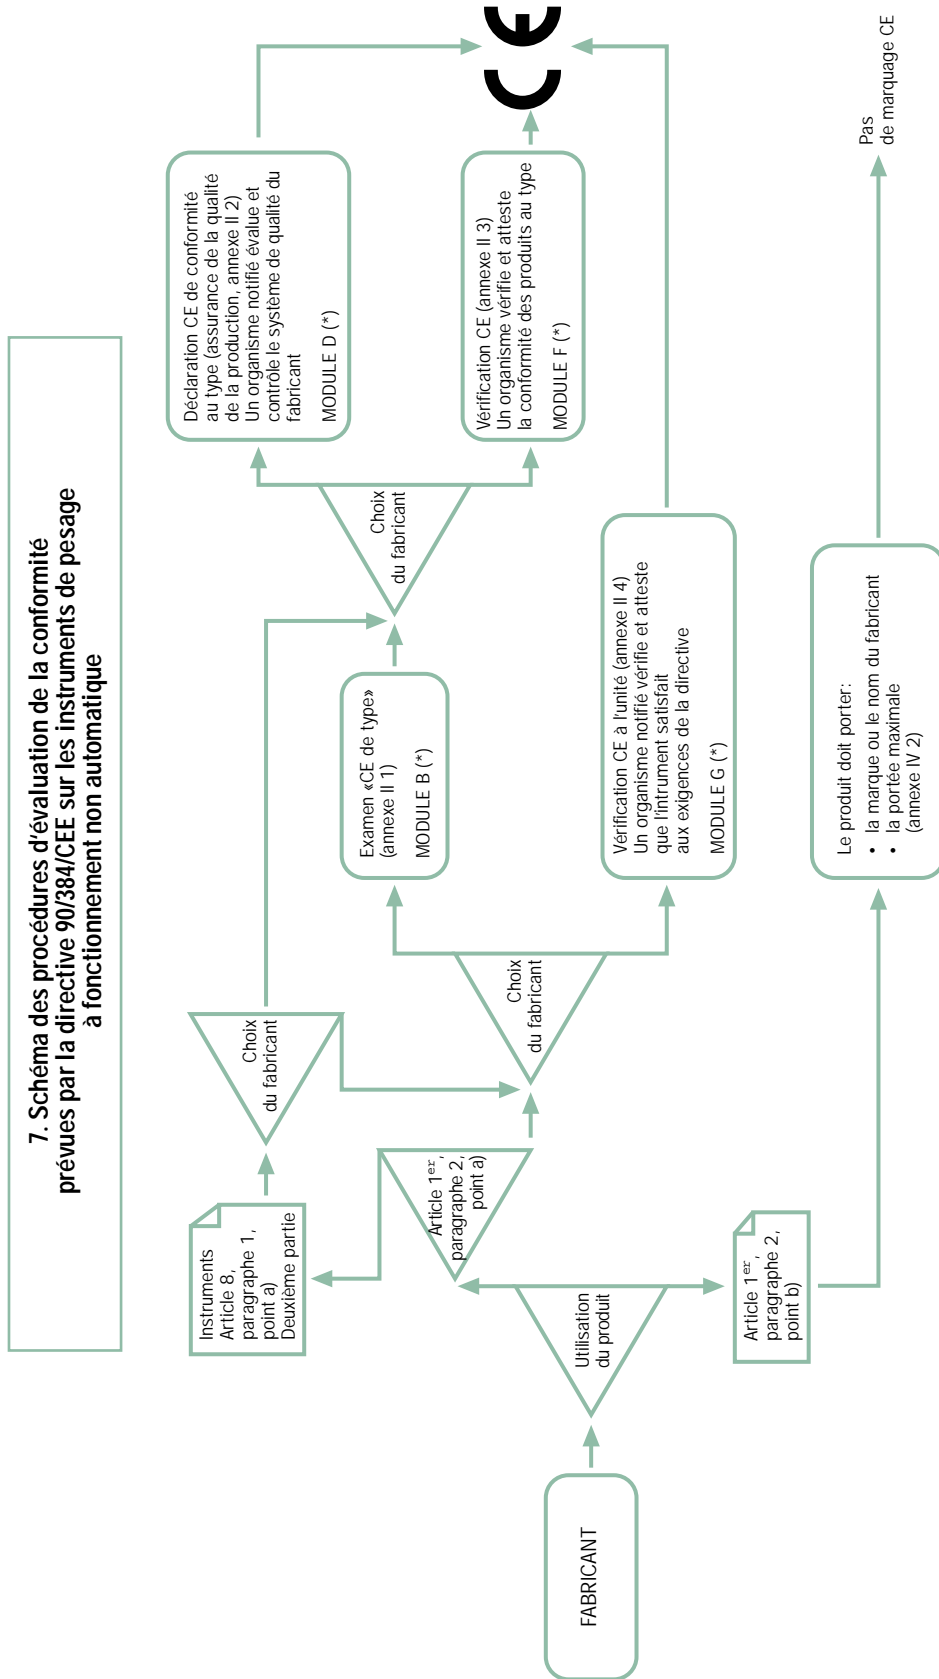 7. Schéma des procédures d'évaluation de la conformité
prévues par la directive 90/384/CEE sur les instruments de pesage
à fonctionnement non automatique
FABRICANT
Utilisation
du produit
Article 1er,
paragraphe 2,
point a)
Article 1er,
paragraphe 2,
point b)
Instruments
Article 8,
paragraphe 1,
point a)
Deuxième partie
Choix
du fabricant
Choix
du fabricant
Examen «CE de type»
(annexe II 1)
MODULE B (*)
Vérification CE à l'unité (annexe II 4)
Un organisme notifié vérifie et atteste
que l'intrument satisfait
aux exigences de la directive
MODULE G (*)
Le produit doit porter:
• la marque ou le nom du fabricant
• la portée maximale
(annexe IV 2)
Choix
du fabricant
Déclaration CE de conformité
au type (assurance de la qualité
de la production, annexe II 2)
Un organisme notifié évalue et
contrôle le système de qualité du
fabricant
MODULE D (*)
Vérification CE (annexe II 3)
Un organisme vérifie et atteste
la conformité des produits au type
MODULE F (*)
CE
Pas
de marquage CE